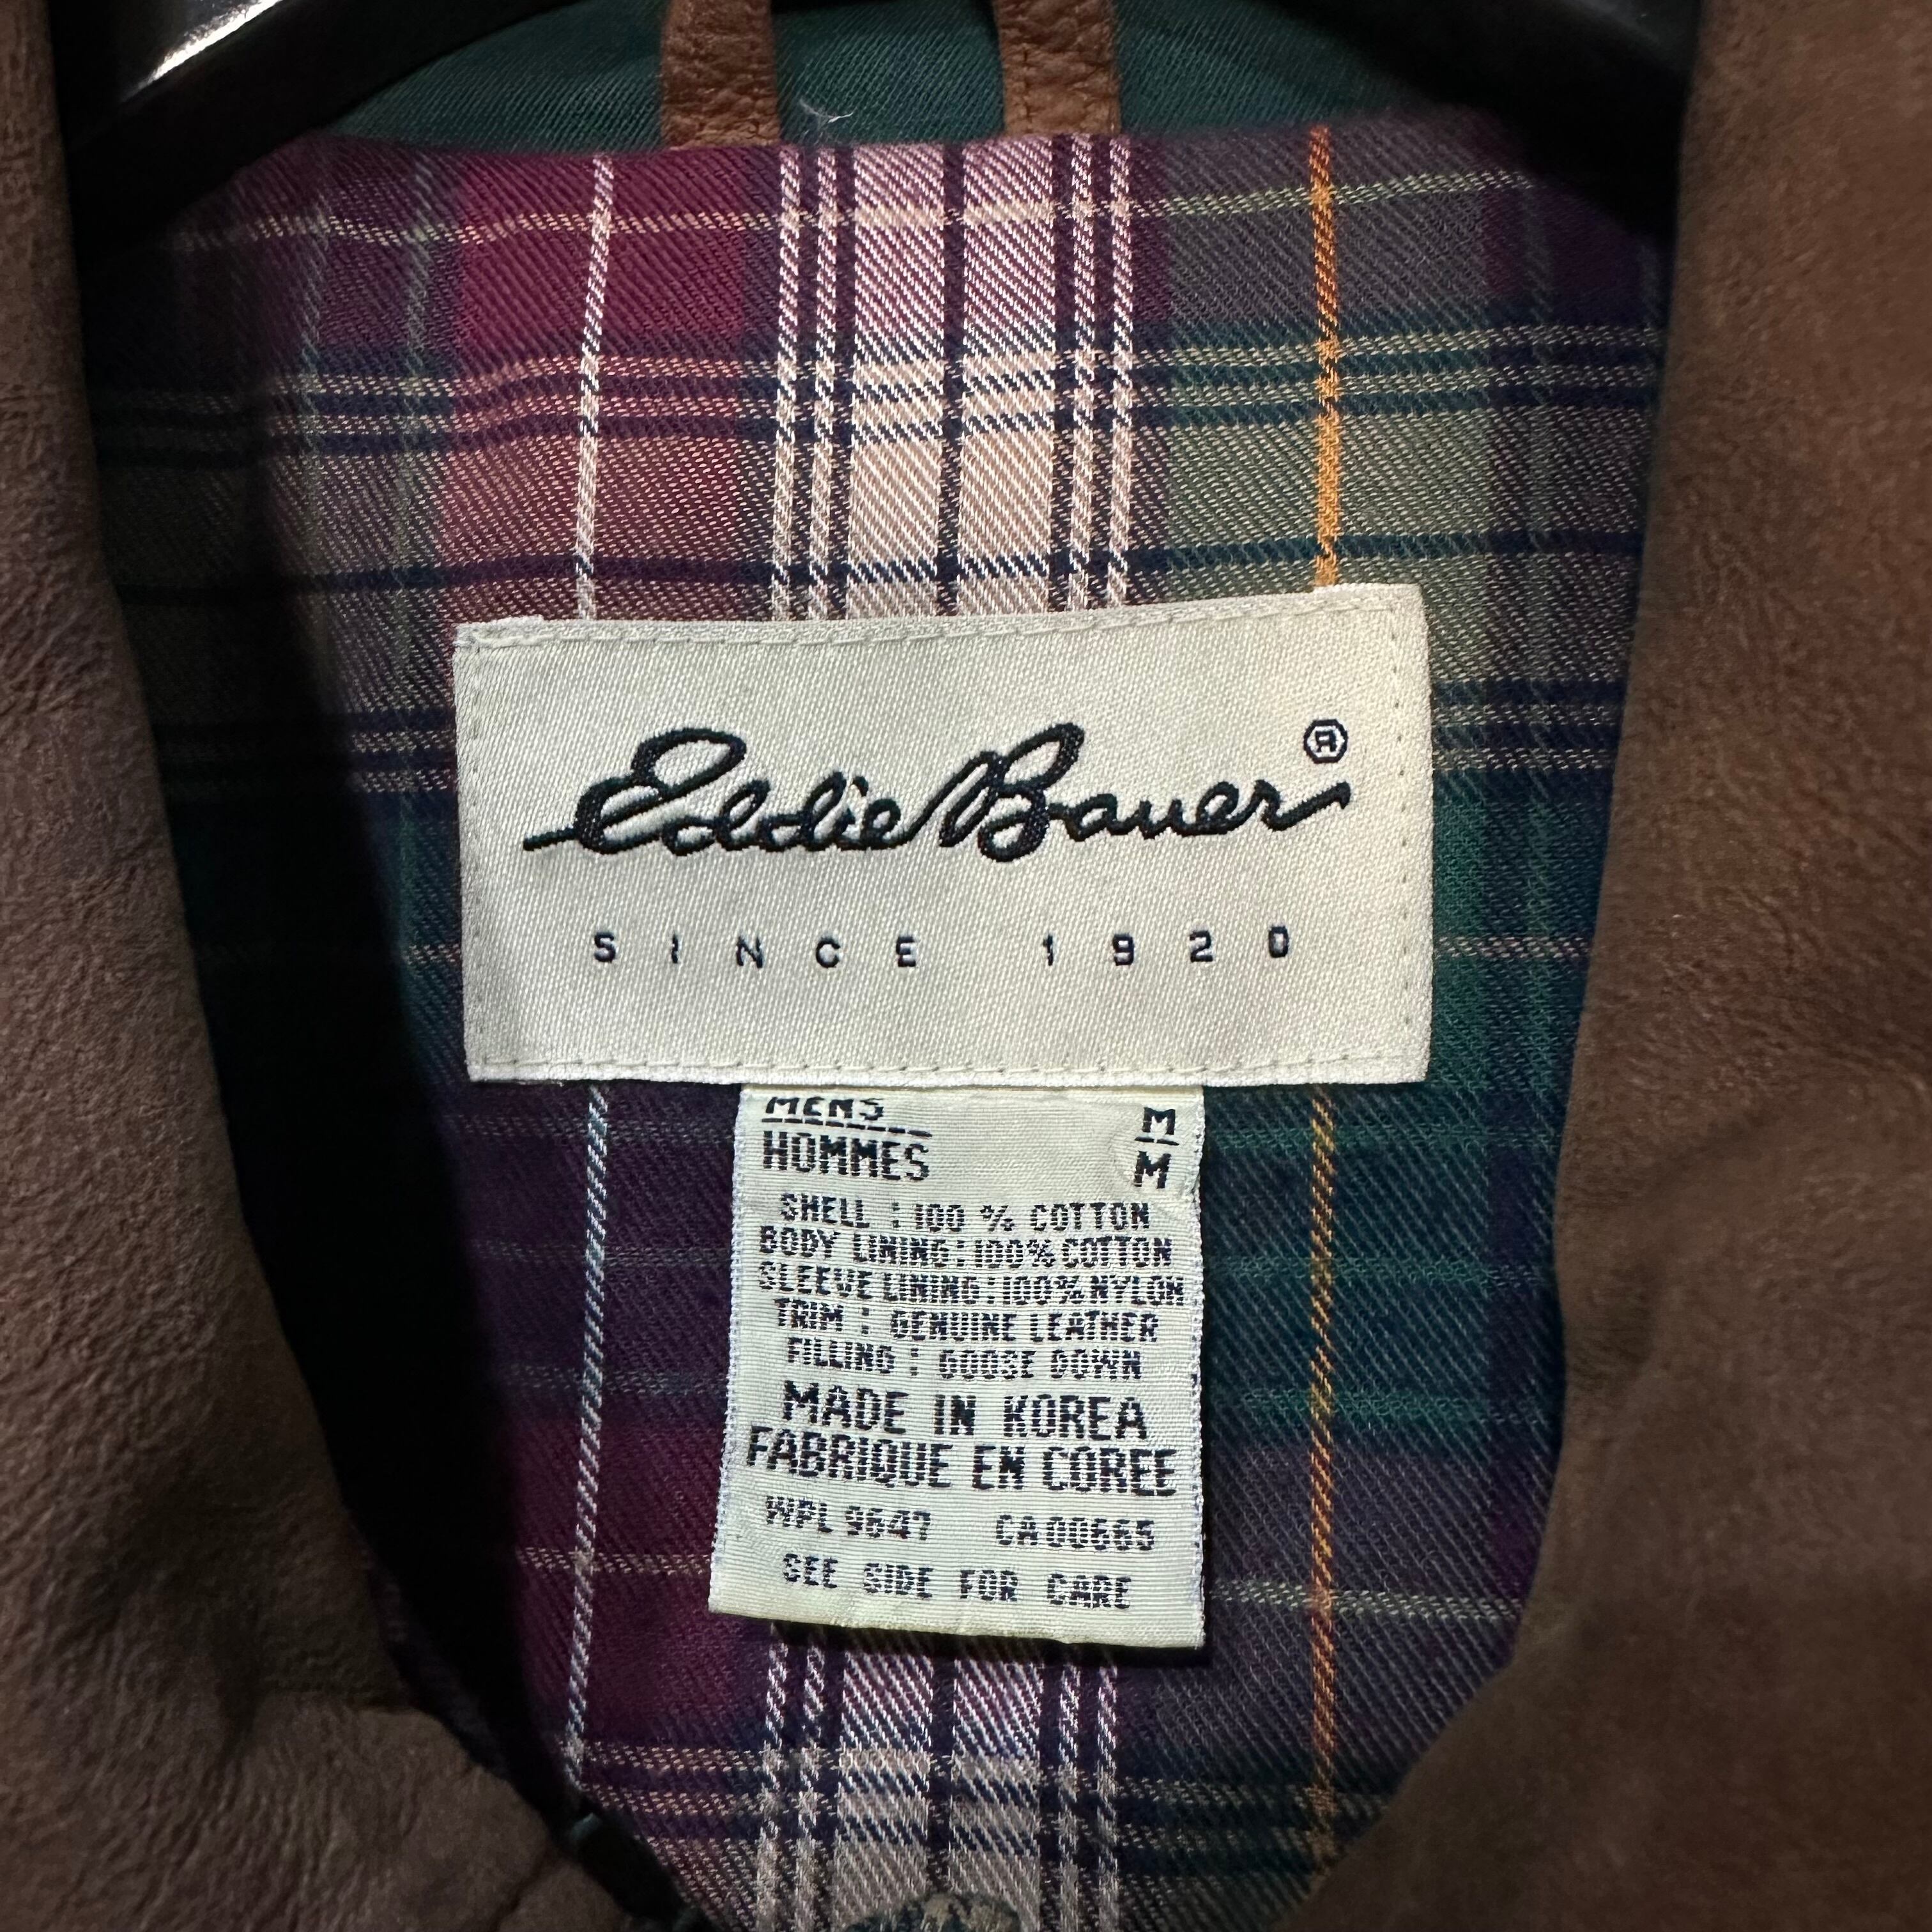 Eddie Bauer®
SINCE 1920
MENS M
HOMMES M
SHELL : 100 % COTTON
BODY LINING : 100% COTTON
SLEEVE LINING : 100% NYLON
TRIM : GENUINE LEATHER
FILLING : GOOSE DOWN
MADE IN KOREA
FABRIQUE EN COREE
WPL 9647 CA 00665
SEE SIDE FOR CARE